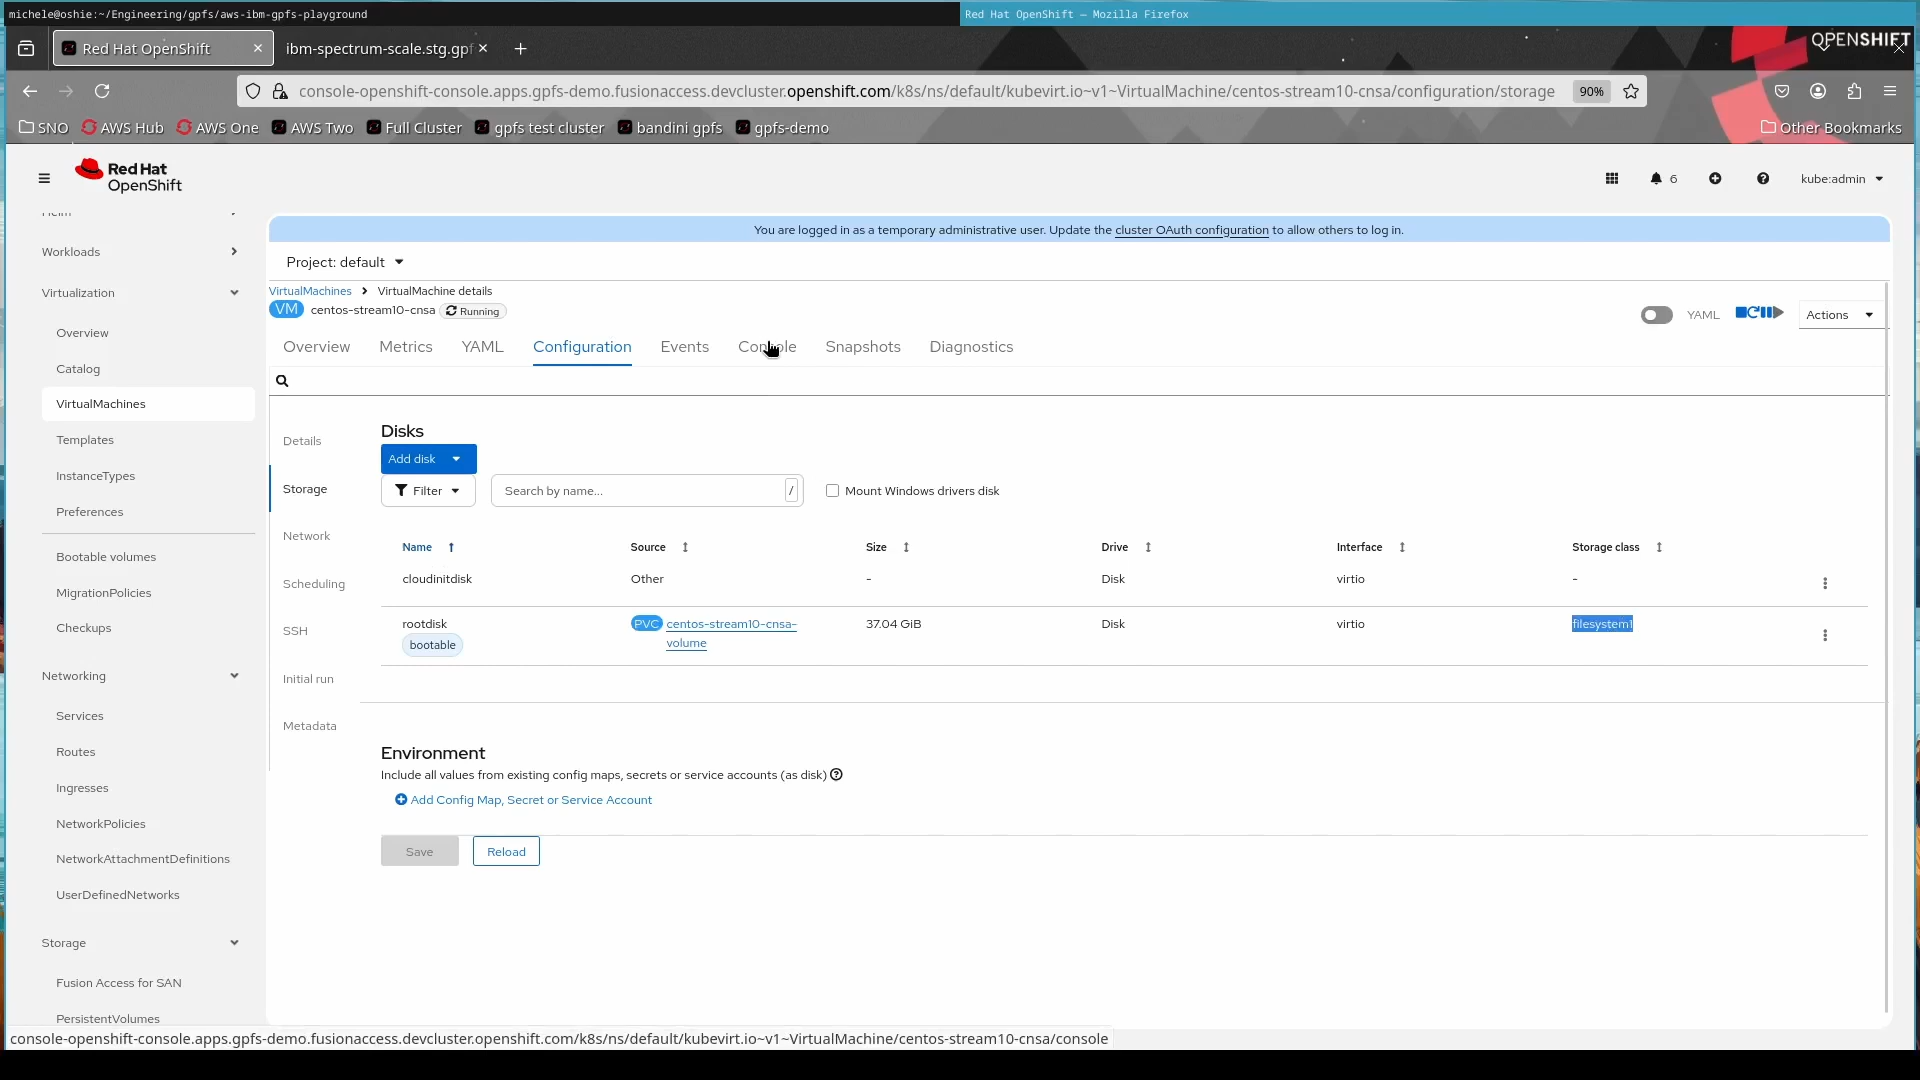 michele@oshie:~/Engineering/gpfs/aws-ibm-gpfs-playground
Red Hat OpenShift — Mozilla Firefox
Red Hat OpenShift
ibm-spectrum-scale.stg.gpf
OPENSHIFT
console-openshift-console.apps.gpfs-demo.fusionaccess.devcluster.openshift.com/k8s/ns/default/kubevirt.io~v1~VirtualMachine/centos-stream10-cnsa/configuration/storage
90%
SNO
AWS Hub
AWS One
AWS Two
Full Cluster
gpfs test cluster
bandini gpfs
gpfs-demo
Other Bookmarks
Red Hat
OpenShift
6
kube:admin
Helm
Workloads
Virtualization
Overview
Catalog
VirtualMachines
Templates
InstanceTypes
Preferences
Bootable volumes
MigrationPolicies
Checkups
Networking
Services
Routes
Ingresses
NetworkPolicies
NetworkAttachmentDefinitions
UserDefinedNetworks
Storage
Fusion Access for SAN
PersistentVolumes
You are logged in as a temporary administrative user. Update the cluster OAuth configuration to allow others to log in.
Project: default
VirtualMachines
VirtualMachine details
VM centos-stream10-cnsa Running
YAML
Actions
Overview
Metrics
YAML
Configuration
Events
Console
Snapshots
Diagnostics
Details
Storage
Network
Scheduling
SSH
Initial run
Metadata
Disks
Add disk
Filter
Search by name...
/
Mount Windows drivers disk
Name Source Size Drive Interface Storage class
cloudinitdisk Other - Disk virtio -
rootdisk PVC centos-stream10-cnsa- 37.04 GiB Disk virtio filesystem1
bootable volume
Environment
Include all values from existing config maps, secrets or service accounts (as disk)
Add Config Map, Secret or Service Account
Save
Reload
console-openshift-console.apps.gpfs-demo.fusionaccess.devcluster.openshift.com/k8s/ns/default/kubevirt.io~v1~VirtualMachine/centos-stream10-cnsa/console